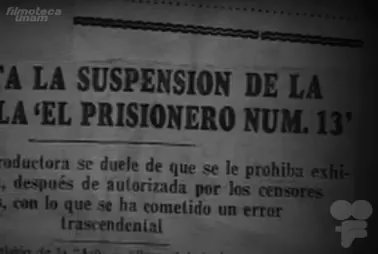 filmoteca
unam
TA LA SUSPENSION DE LA
LA 'EL PRISIONERO NUM. 13'
roductora se duele de que se le prohiba exhi-
, después de autorizada por los censores
s, con lo que se ha cometido un error
trascendental